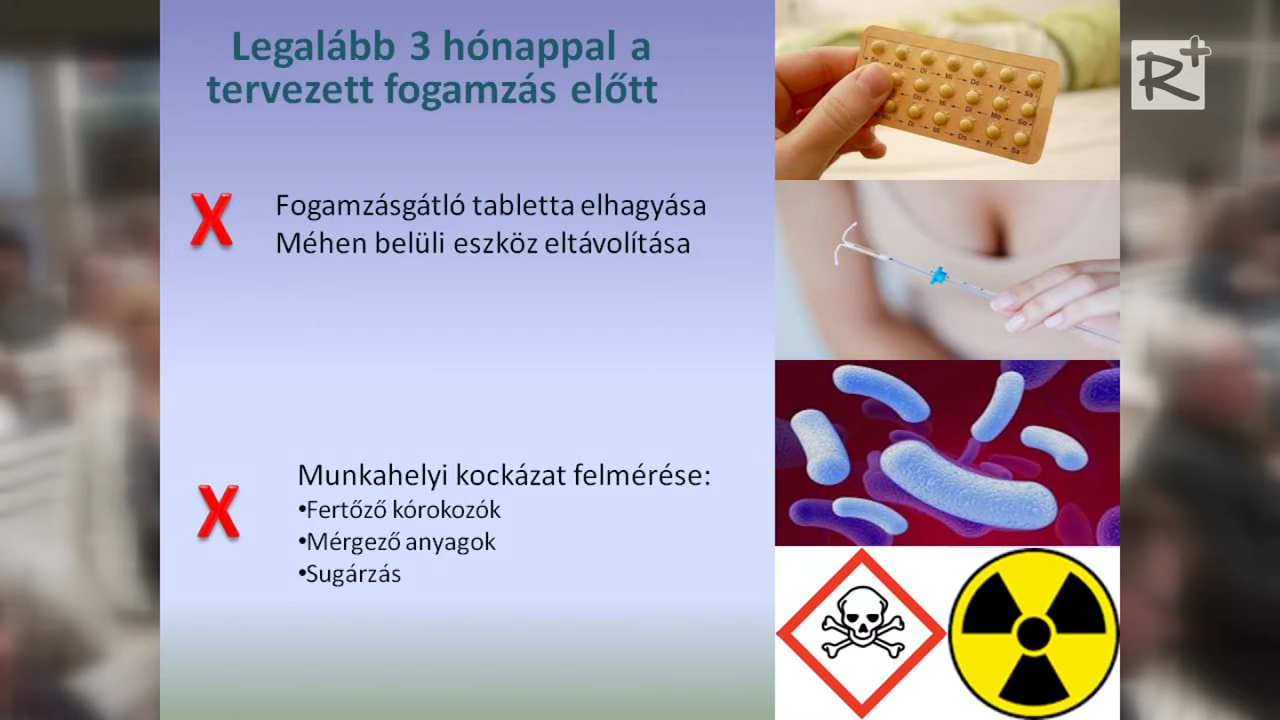 Legalább 3 hónappal a
tervezett fogamzás előtt
X
Fogamzásgátló tabletta elhagyása
Méhen belüli eszköz eltávolítása
X
Munkahelyi kockázat felmérése:
•Fertőző kórokozók
•Mérgező anyagok
•Sugárzás
R+